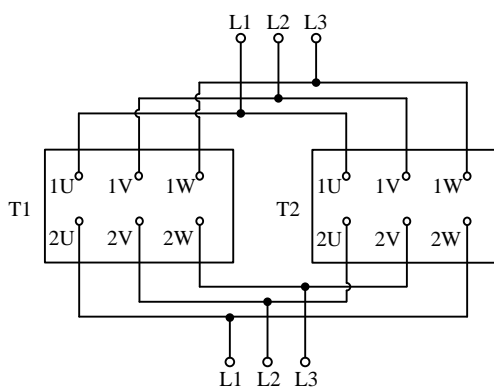 L1 L2 L3
1U 1V 1W 1U 1V 1W
T1 T2
2U 2V 2W 2U 2V 2W
L1 L2 L3